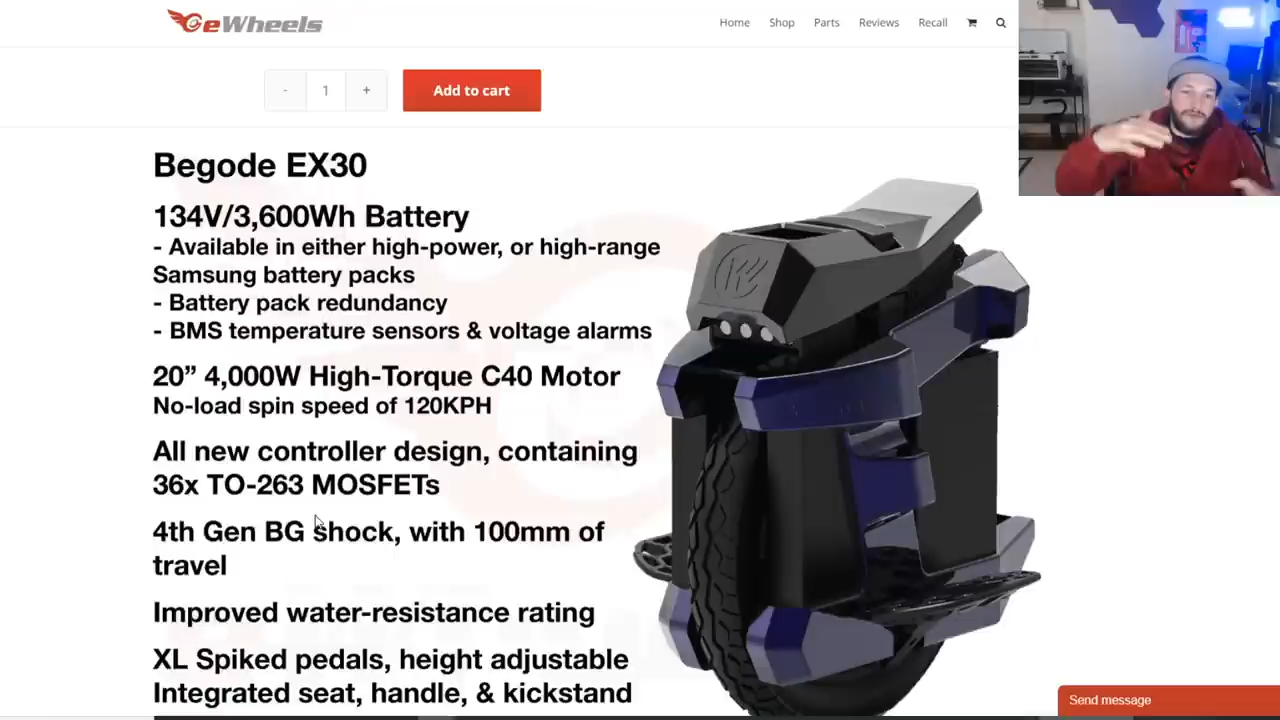 eWheels
Home Shop Parts Reviews Recall
- 1 + Add to cart
Begode EX30
134V/3,600Wh Battery
- Available in either high-power, or high-range
Samsung battery packs
- Battery pack redundancy
- BMS temperature sensors & voltage alarms
20” 4,000W High-Torque C40 Motor
No-load spin speed of 120KPH
All new controller design, containing
36x TO-263 MOSFETs
4th Gen BG shock, with 100mm of
travel
Improved water-resistance rating
XL Spiked pedals, height adjustable
Integrated seat, handle, & kickstand
Send message